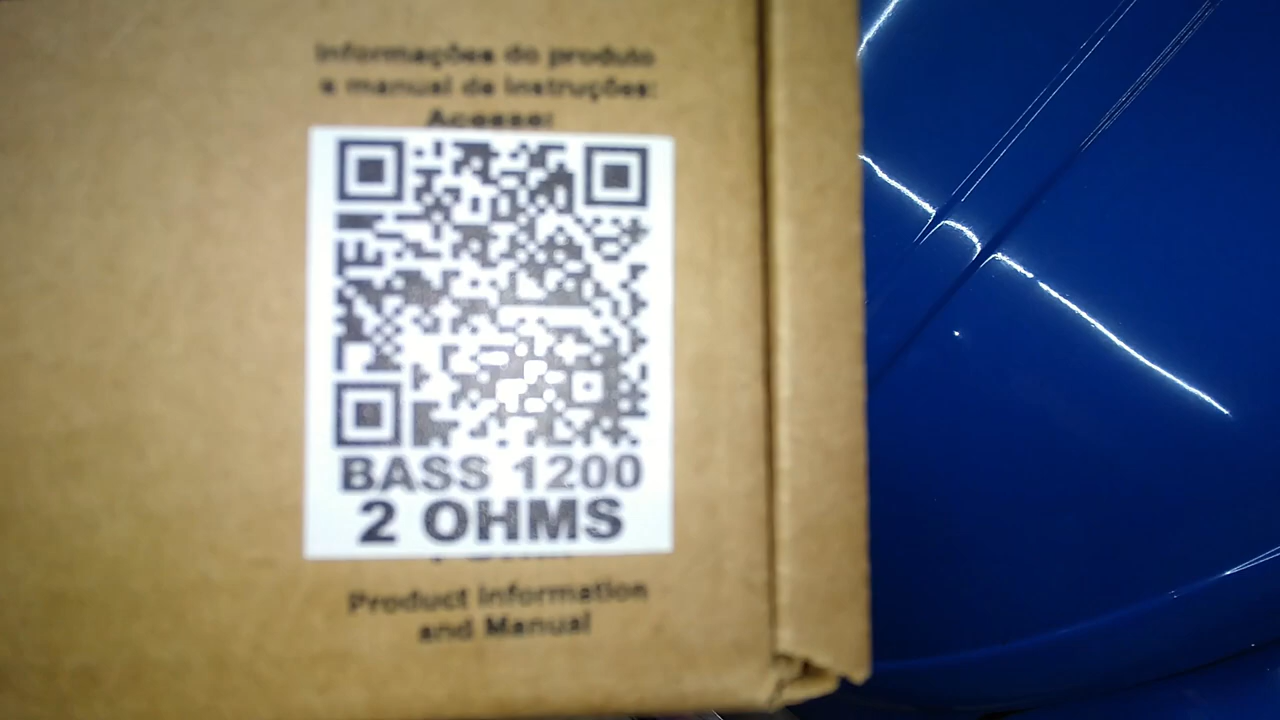 Informações do produto
e manual de instruções:
Acesse:
BASS 1200
2 OHMS
Product information
and Manual